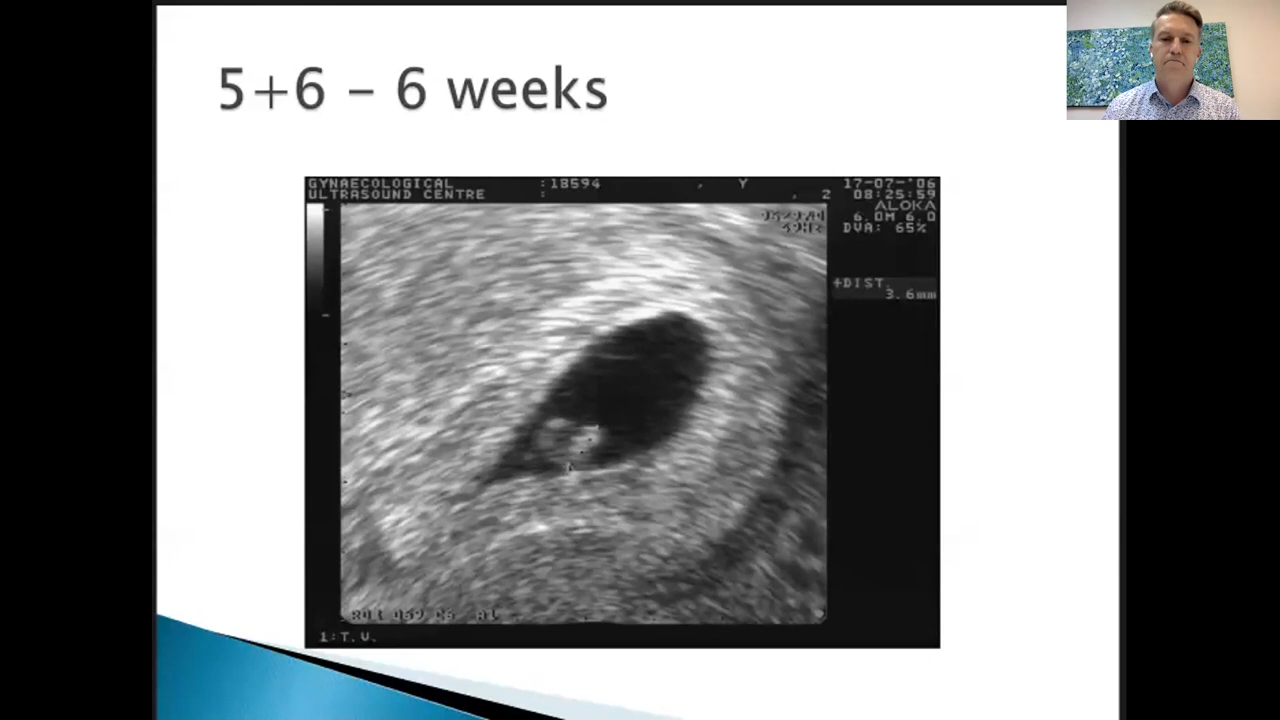 5+6 – 6 weeks
GYNAECOLOGICAL :18594 , Y 17-07-'06
ULTRASOUND CENTRE : . 2 08:25:59
ALOKA
6.0M 6.0
DVA: 65%
+DIST.
3.6mm
1:T.V.